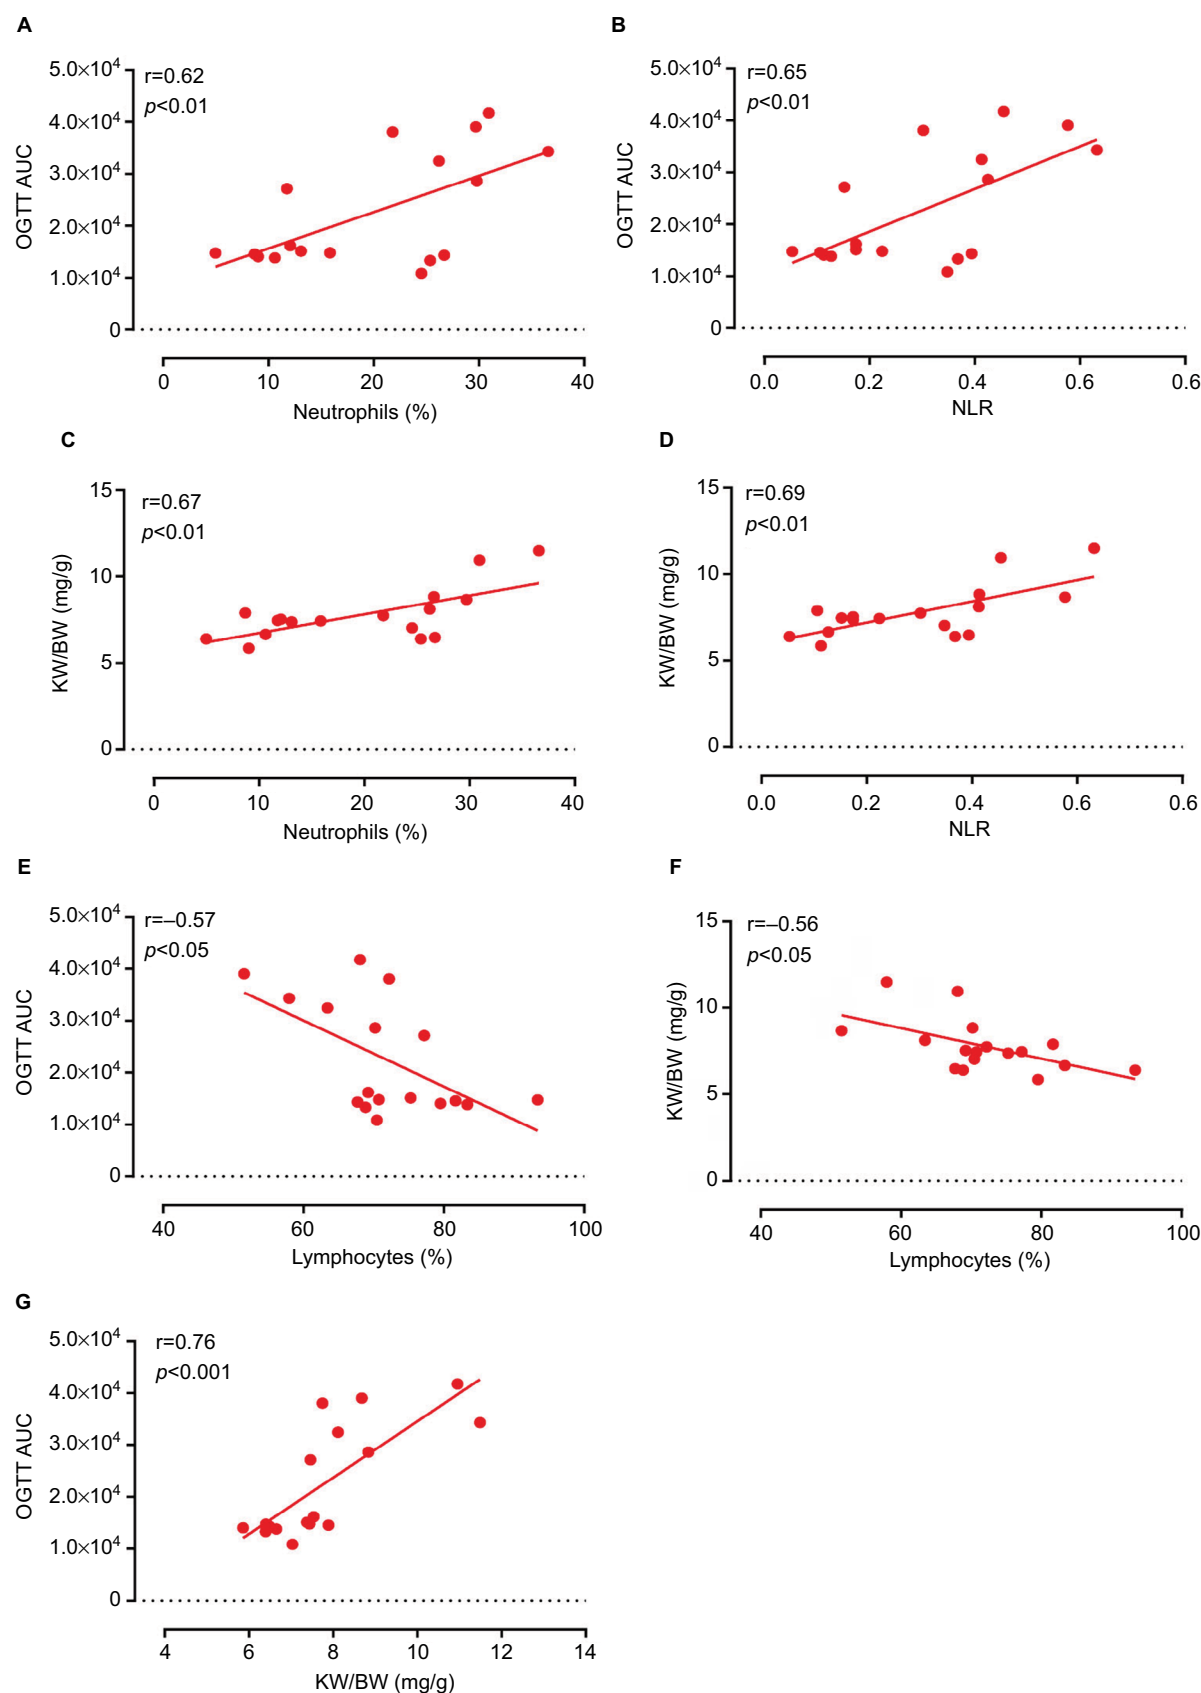 A
5.0×10⁴
4.0×10⁴
3.0×10⁴
2.0×10⁴
1.0×10⁴
0
OGTT AUC
r=0.62
p<0.01
0 10 20 30 40
Neutrophils (%)
B
5.0×10⁴
4.0×10⁴
3.0×10⁴
2.0×10⁴
1.0×10⁴
0
OGTT AUC
r=0.65
p<0.01
0.0 0.2 0.4 0.6 0.6
NLR
C
15
10
5
0
KW/BW (mg/g)
r=0.67
p<0.01
0 10 20 30 40
Neutrophils (%)
D
15
10
5
0
KW/BW (mg/g)
r=0.69
p<0.01
0.0 0.2 0.4 0.6 0.6
NLR
E
5.0×10⁴
4.0×10⁴
3.0×10⁴
2.0×10⁴
1.0×10⁴
0
OGTT AUC
r=–0.57
p<0.05
40 60 80 100
Lymphocytes (%)
F
15
10
5
0
KW/BW (mg/g)
r=–0.56
p<0.05
40 60 80 100
Lymphocytes (%)
G
5.0×10⁴
4.0×10⁴
3.0×10⁴
2.0×10⁴
1.0×10⁴
0
OGTT AUC
r=0.76
p<0.001
4 6 8 10 12 14
KW/BW (mg/g)